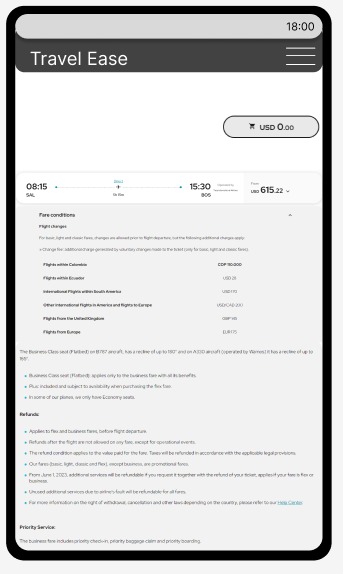 18:00
Travel Ease
USD 0.00
08:15
Direct
15:30
From
SAL
BOS
USD 615.22
Fare conditions
Flight changes
For basic, light and classic fares, changes are allowed prior to flight departure, but the following additional charges apply:
Change fee: additional charge generated by voluntary changes made to the ticket (only for basic, light and classic fares).
Flights within Colombia COP 110.000
Flights within Ecuador USD 20
International Flights within South America USD 170
Other international flights in America and flights to Europe USD/CAD 200
Flights from the United Kingdom GBP 145
Flights from Europe EUR 175
The Business Class seat (Flatbed) on B787 aircraft, has a recline of up to 180° and on A330 aircraft (operated by Wamos) it has a recline of up to
Business Class seat (Flatbed) applies only to the business fare with all its benefits.
Plus: included and subject to availability when purchasing the flex fare.
In some of our planes, we only have Economy seats.
Refunds:
Applies to flex and business fares, before flight departure.
Refunds after the flight are not allowed on any fare, except for operational events.
The refund condition applies to the value paid for the fare. Taxes will be refunded in accordance with the applicable legal provisions.
Our fares (basic, light, classic and flex), except business, are promotional fares.
From June 1, 2023, additional services will be refundable if you request it together with the refund of your ticket, applies if your fare is flex or
business.
Unused additional services due to airline's fault will be refundable for all fares.
For more information on the right of withdrawal, cancellation and other laws depending on the country, please refer to our Help Center.
Priority Service:
The business fare includes priority check-in, priority baggage claim and priority boarding.